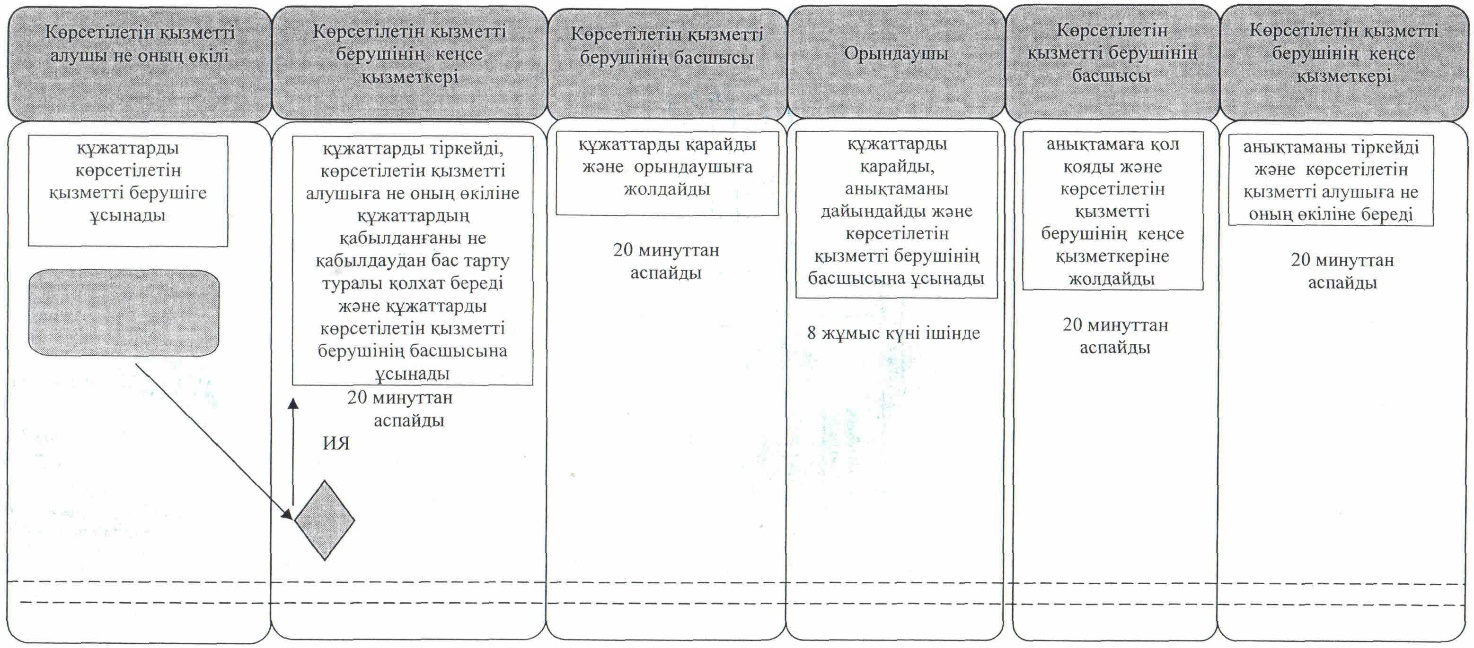 Көрсетілетін қызметті
алушы не оның өкілі
Көрсетілетін қызметті
берушінің кеңсе
қызметкері
Көрсетілетін қызметті
берушінің басшысы
Орындаушы
Көрсетілетін
қызметті берушінің
басшысы
Көрсетілетін қызметті
берушінің кеңсе
қызметкері
құжаттарды
көрсетілетін
қызметті берушіге
ұсынады
құжаттарды тіркейді,
көрсетілетін қызметті
алушыға не оның өкіліне
құжаттардың
қабылданғаны не
қабылдаудан бас тарту
туралы қолхат береді
және құжаттарды
көрсетілетін қызметті
берушінің басшысына
ұсынады
20 минуттан
аспайды
ИЯ
құжаттарды қарайды
және орындаушыға
жолдайды
20 минуттан
аспайды
құжаттарды
қарайды,
анықтаманы
дайындайды және
көрсетілетін
қызметті берушінің
басшысына ұсынады
8 жұмыс күні ішінде
анықтамаға қол
қояды және
көрсетілетін
қызметті
берушінің кеңсе
қызметкеріне
жолдайды
20 минуттан
аспайды
анықтаманы тіркейді
және көрсетілетін
қызметті алушыға не
оның өкіліне береді
20 минуттан
аспайды